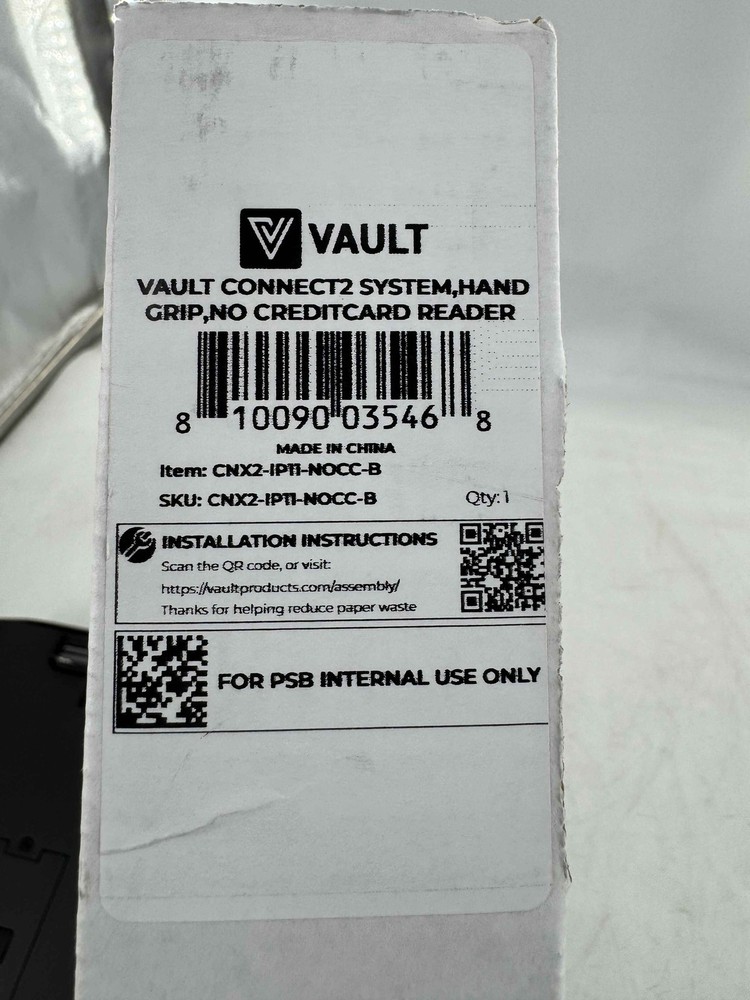 VAULT
VAULT CONNECT2 SYSTEM,HAND
GRIP,NO CREDITCARD READER
8 10090 03546 8
MADE IN CHINA
Item: CNX2-IP11-NOCC-B
SKU: CNX2-IP11-NOCC-B Qty:1
INSTALLATION INSTRUCTIONS
Scan the QR code, or visit:
https://vaultproducts.com/assembly/
Thanks for helping reduce paper waste
FOR PSB INTERNAL USE ONLY